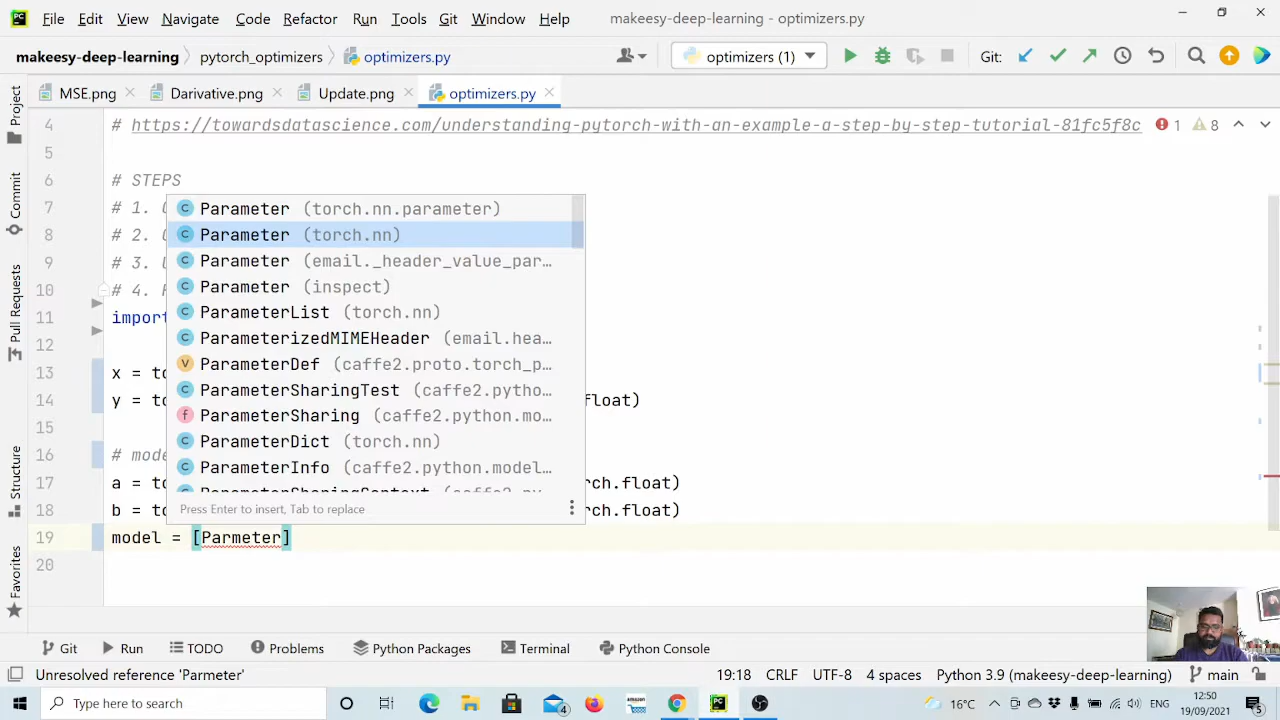 PC File Edit View Navigate Code Refactor Run Tools Git Window Help makeesy-deep-learning - optimizers.py
makeesy-deep-learning pytorch_optimizers optimizers.py optimizers (1) Git:
MSE.png Darivative.png Update.png optimizers.py
4 # https://towardsdatascience.com/understanding-pytorch-with-an-example-a-step-by-step-tutorial-81fc5f8c 1 8
5
6 # STEPS
7 # 1.
8 # 2.
9 # 3.
10 # 4.
11 import
12
13 x = to
14 y = to float)
15
16 # mode
17 a = to rch.float)
18 b = to rch.float)
19 model = [Parmeter]
20
Parameter (torch.nn.parameter)
Parameter (torch.nn)
Parameter (email._header_value_par...
Parameter (inspect)
ParameterList (torch.nn)
ParameterizedMIMEHeader (email.hea...
ParameterDef (caffe2.proto.torch_p...
ParameterSharingTest (caffe2.pytho...
ParameterSharing (caffe2.python.mo...
ParameterDict (torch.nn)
ParameterInfo (caffe2.python.model...
Press Enter to insert, Tab to replace
Project
Commit
Pull Requests
Structure
Favorites
Git Run TODO Problems Python Packages Terminal Python Console
Unresolved reference 'Parmeter' 19:18 CRLF UTF-8 4 spaces Python 3.9 (makeesy-deep-learning) main
Type here to search amazon 4 PC 16°C ENG 12:50
19/09/2021 5